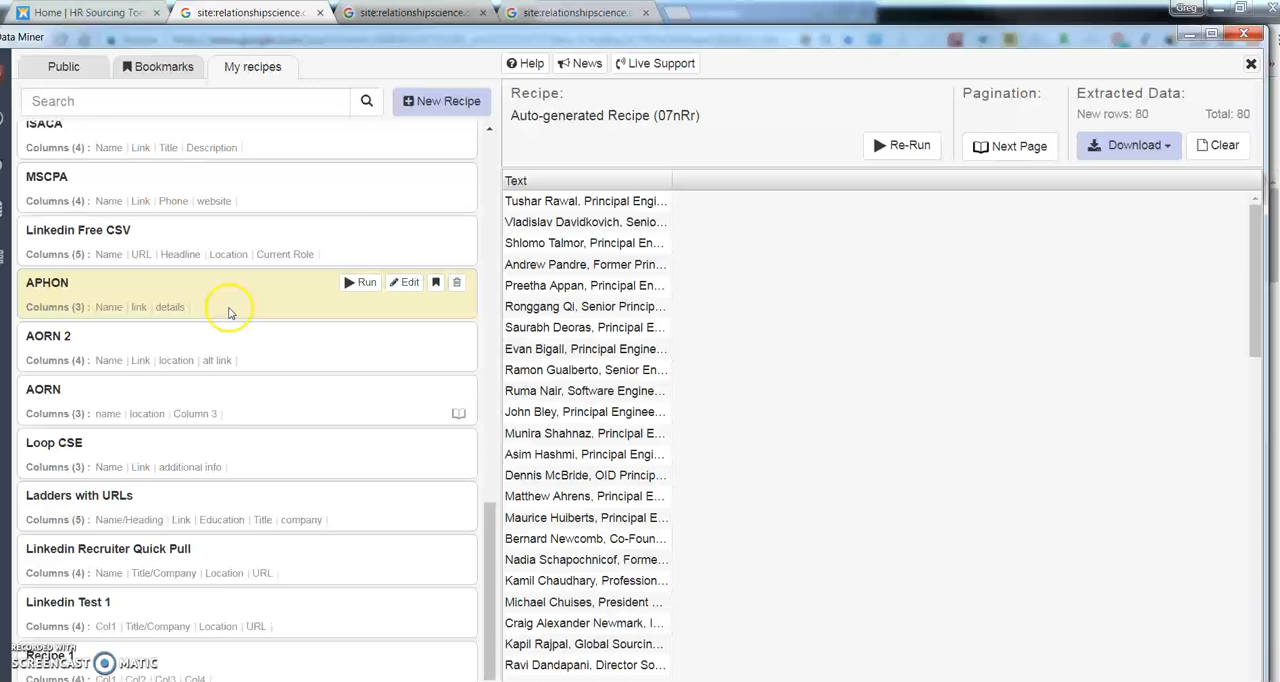 Home | HR Sourcing Toe
site:relationshipscience.c
site:relationshipscience.c
site:relationshipscience.c
Greg
Data Miner
Public
Bookmarks
My recipes
Help
News
Live Support
Search
New Recipe
Recipe:
Auto-generated Recipe (07nRr)
Pagination:
Extracted Data:
New rows: 80
Total: 80
Re-Run
Next Page
Download
Clear
ISACA
Columns (4) : Name | Link | Title | Description
MSCPA
Columns (4) : Name | Link | Phone | website
Linkedin Free CSV
Columns (5) : Name | URL | Headline | Location | Current Role
APHON
Run
Edit
Columns (3) : Name | link | details
AORN 2
Columns (4) : Name | Link | location | alt link
AORN
Columns (3) : name | location | Column 3
Loop CSE
Columns (3) : Name | Link | additional info
Ladders with URLs
Columns (5) : Name/Heading | Link | Education | Title | company
Linkedin Recruiter Quick Pull
Columns (4) : Name | Title/Company | Location | URL
Linkedin Test 1
Columns (4) : Col1 | Title/Company | Location | URL
Recipe 1
Columns (4) : Col1 | Col2 | Col3 | Col4
RECORDED WITH
SCREENCAST MATIC
Text
Tushar Rawal, Principal Engi...
Vladislav Davidkovich, Senio...
Shlomo Talmor, Principal En...
Andrew Pandre, Former Prin...
Preetha Appan, Principal En...
Ronggang Qi, Senior Princip...
Saurabh Deoras, Principal E...
Evan Bigall, Principal Engine...
Ramon Gualberto, Senior En...
Ruma Nair, Software Enginee...
John Bley, Principal Enginee...
Munira Shahnaz, Principal E...
Asim Hashmi, Principal Engi...
Dennis McBride, OID Princip...
Matthew Ahrens, Principal E...
Maurice Huiberts, Principal E...
Bernard Newcomb, Co-Foun...
Nadia Schapochnicof, Forme...
Kamil Chaudhary, Profession...
Michael Chuises, President ...
Craig Alexander Newmark, I...
Kapil Rajpal, Global Sourcin...
Ravi Dandapani, Director So...